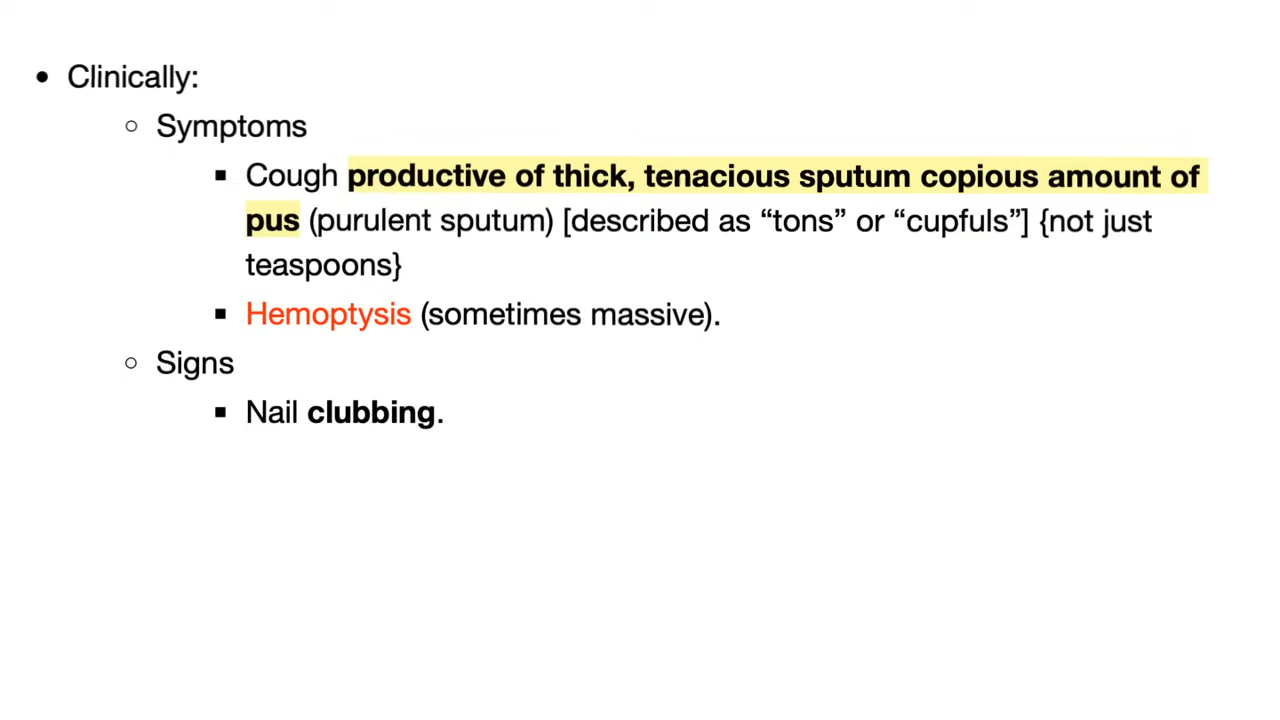 • Clinically:
○ Symptoms
▪ Cough productive of thick, tenacious sputum copious amount of
pus (purulent sputum) [described as “tons” or “cupfuls”] {not just
teaspoons}
▪ Hemoptysis (sometimes massive).
○ Signs
▪ Nail clubbing.